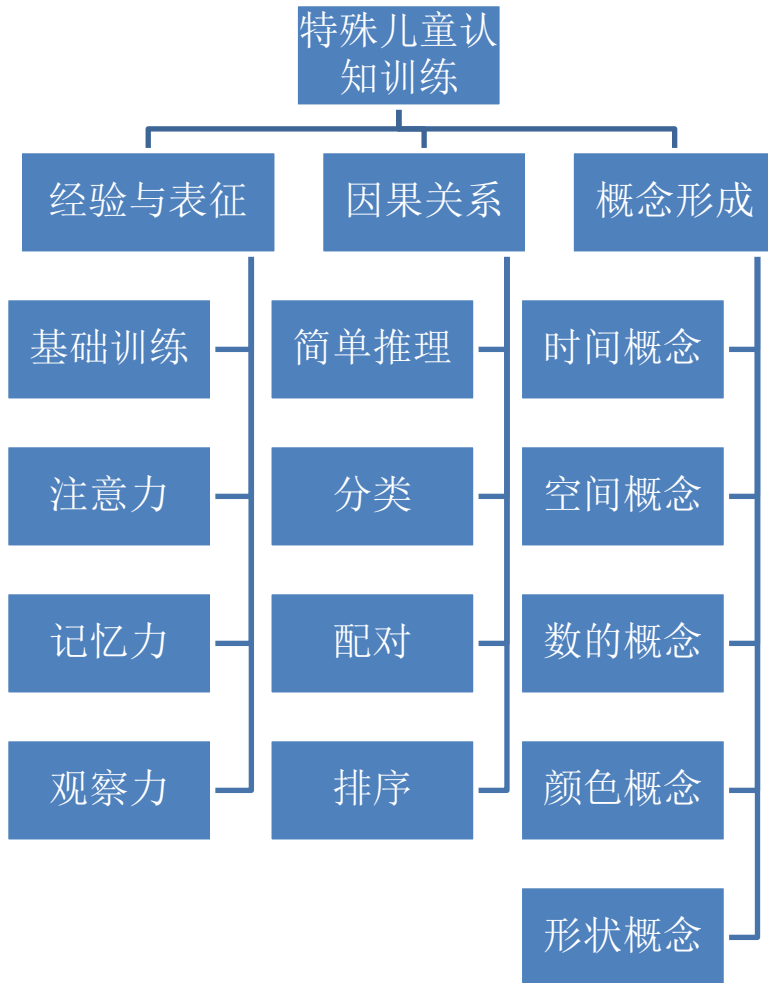 特殊儿童认
知训练
经验与表征
因果关系
概念形成
基础训练
简单推理
时间概念
注意力
分类
空间概念
记忆力
配对
数的概念
观察力
排序
颜色概念
形状概念